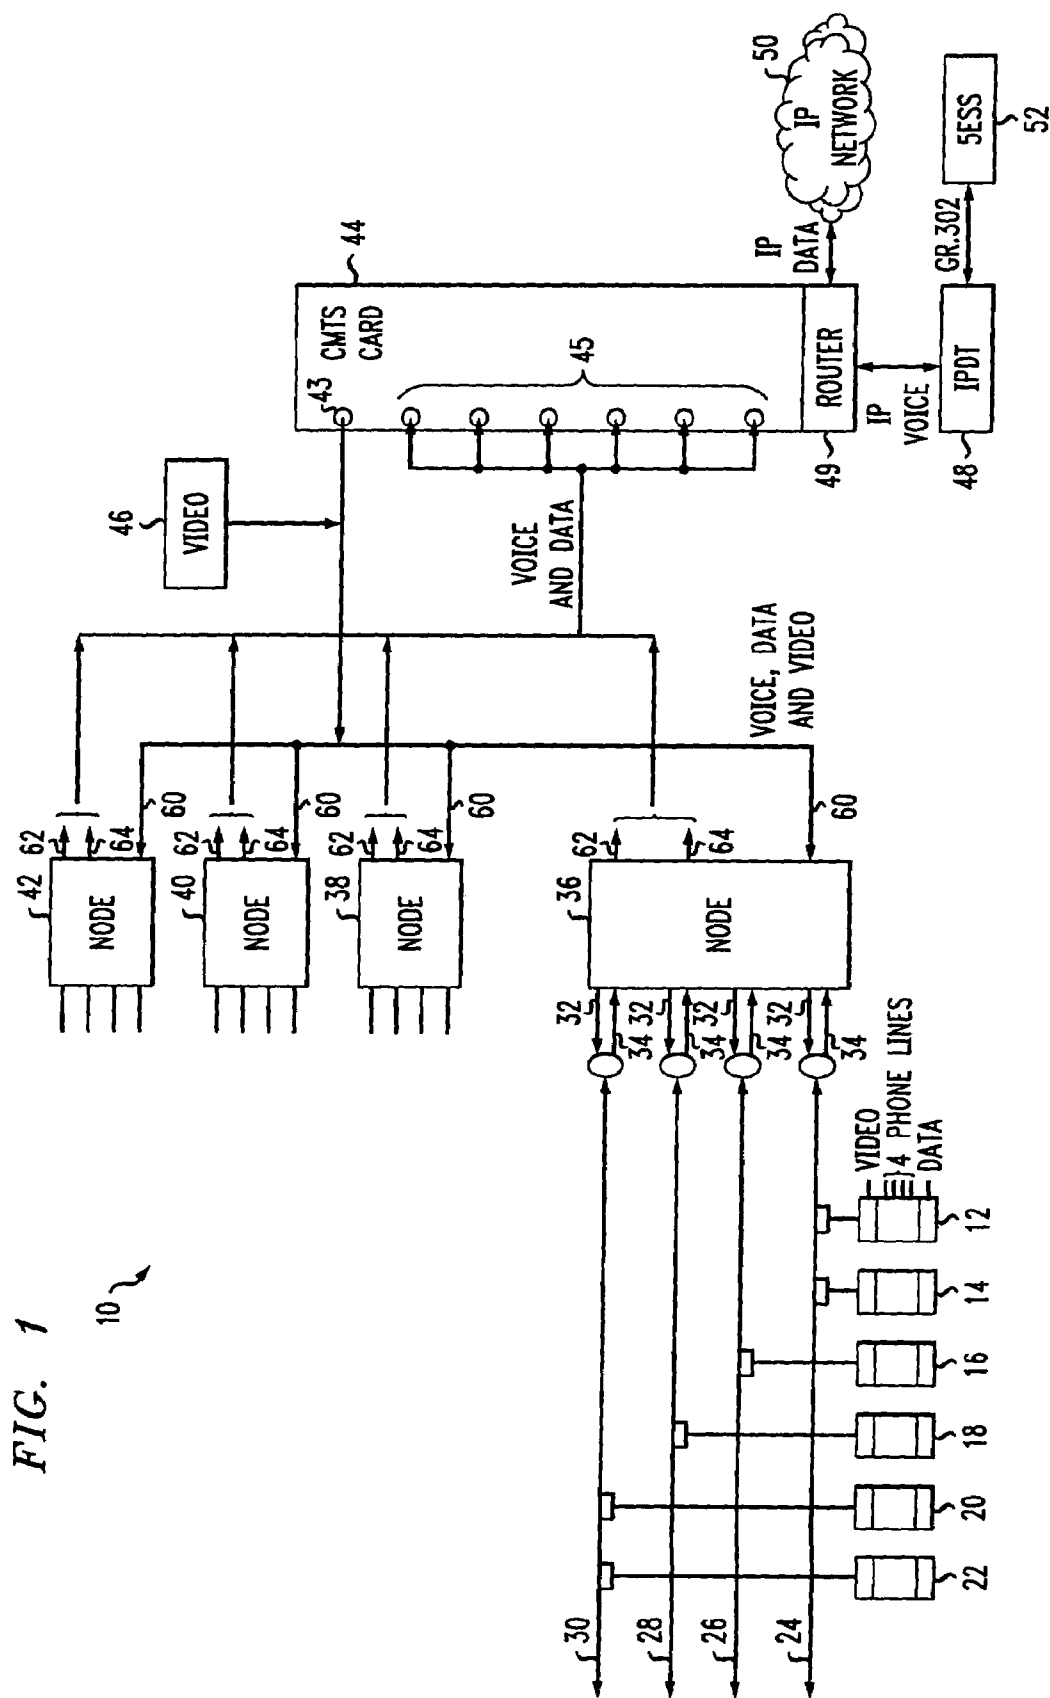 FIG. 1
10
42
NODE
62
64
60
40
NODE
62
64
60
38
NODE
62
64
60
36
NODE
62
64
60
46
VIDEO
VOICE
AND DATA
VOICE, DATA
AND VIDEO
43
CMTS
CARD
44
45
ROUTER
49
IP
DATA
IP
NETWORK
50
IP
VOICE
IPDT
48
GR.302
5ESS
52
32
34
32
34
32
34
32
34
30
28
26
24
VIDEO
4 PHONE LINES
DATA
22
20
18
16
14
12